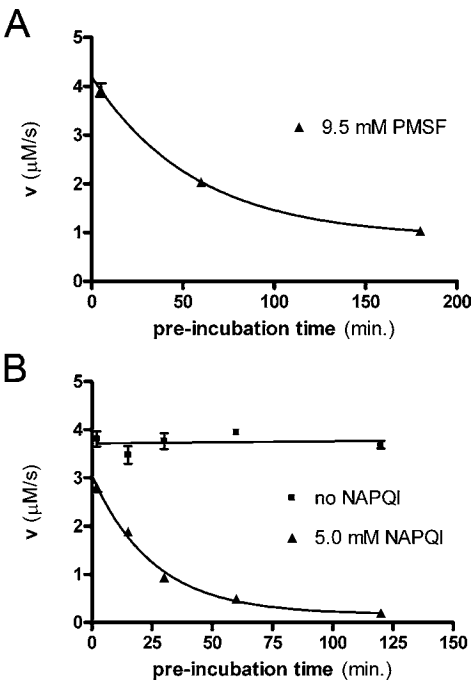 A
5
4
3
2
1
0
v (μM/s)
▲ 9.5 mM PMSF
0 50 100 150 200
pre-incubation time (min.)
B
5
4
3
2
1
0
v (μM/s)
■ no NAPQI
▲ 5.0 mM NAPQI
0 25 50 75 100 125 150
pre-incubation time (min.)